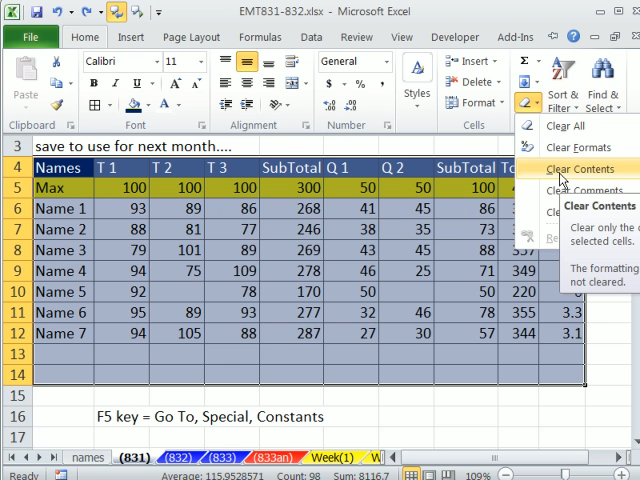 EMT831-832.xlsx - Microsoft Excel
File Home Insert Page Layout Formulas Data Review View Developer Add-Ins
Calibri 11 General Insert Σ
Paste B I U $ % , Styles Delete Sort & Find &
Format Filter Select
Clipboard Font Alignment Number Cells
Clear All
Clear Formats
Clear Contents
Clear Comments
Clear Contents
Clear only the
selected cells.
The formatting
not cleared.
3 save to use for next month....
4 Names T 1 T 2 T 3 SubTotal Q 1 Q 2 SubTotal
5 Max 100 100 100 300 50 50 100
6 Name 1 93 89 86 268 41 45 86
7 Name 2 88 81 77 246 38 35 73
8 Name 3 79 101 89 269 43 45 88 357
9 Name 4 94 75 109 278 46 25 71 349
10 Name 5 92 78 170 50 50 220
11 Name 6 95 89 93 277 32 46 78 355 3.3
12 Name 7 94 105 88 287 27 30 57 344 3.1
13
14
15
16 F5 key = Go To, Special, Constants
17
names (831) (832) (833) (833an) Week(1)
Ready Average: 115.9528571 Count: 98 Sum: 8116.7 109%